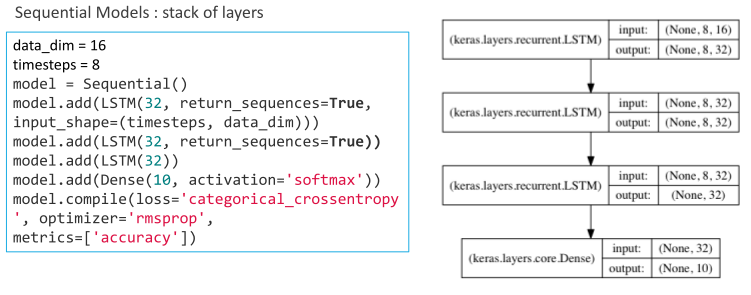 Sequential Models : stack of layers
data_dim = 16
timesteps = 8
model = Sequential()
model.add(LSTM(32, return_sequences=True,
input_shape=(timesteps, data_dim)))
model.add(LSTM(32, return_sequences=True))
model.add(LSTM(32))
model.add(Dense(10, activation='softmax'))
model.compile(loss='categorical_crossentropy
', optimizer='rmsprop',
metrics=['accuracy'])
(keras.layers.recurrent.LSTM)
input: (None, 8, 16)
output: (None, 8, 32)
(keras.layers.recurrent.LSTM)
input: (None, 8, 32)
output: (None, 8, 32)
(keras.layers.recurrent.LSTM)
input: (None, 8, 32)
output: (None, 32)
(keras.layers.core.Dense)
input: (None, 32)
output: (None, 10)